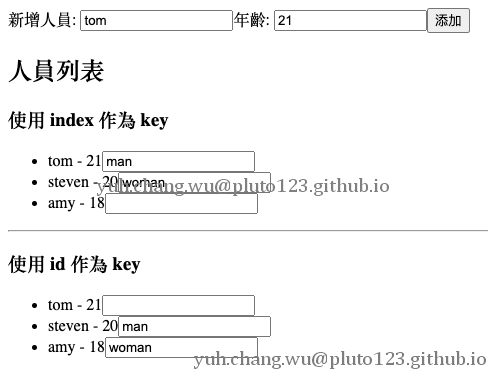 新增人員: tom 年齡: 21 添加
人員列表
使用 index 作為 key
tom - 21 man
steven - 20 woman
yuh.chang.wu@pluto123.github.io
amy - 18
使用 id 作為 key
tom - 21
steven - 20 man
amy - 18 woman
yuh.chang.wu@pluto123.github.io